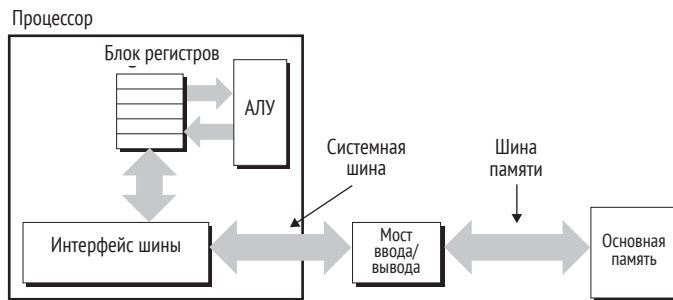 Процессор
Блок регистров
АЛУ
Системная
шина
Шина
памяти
Интерфейс шины
Мост
ввода/
вывода
Основная
память